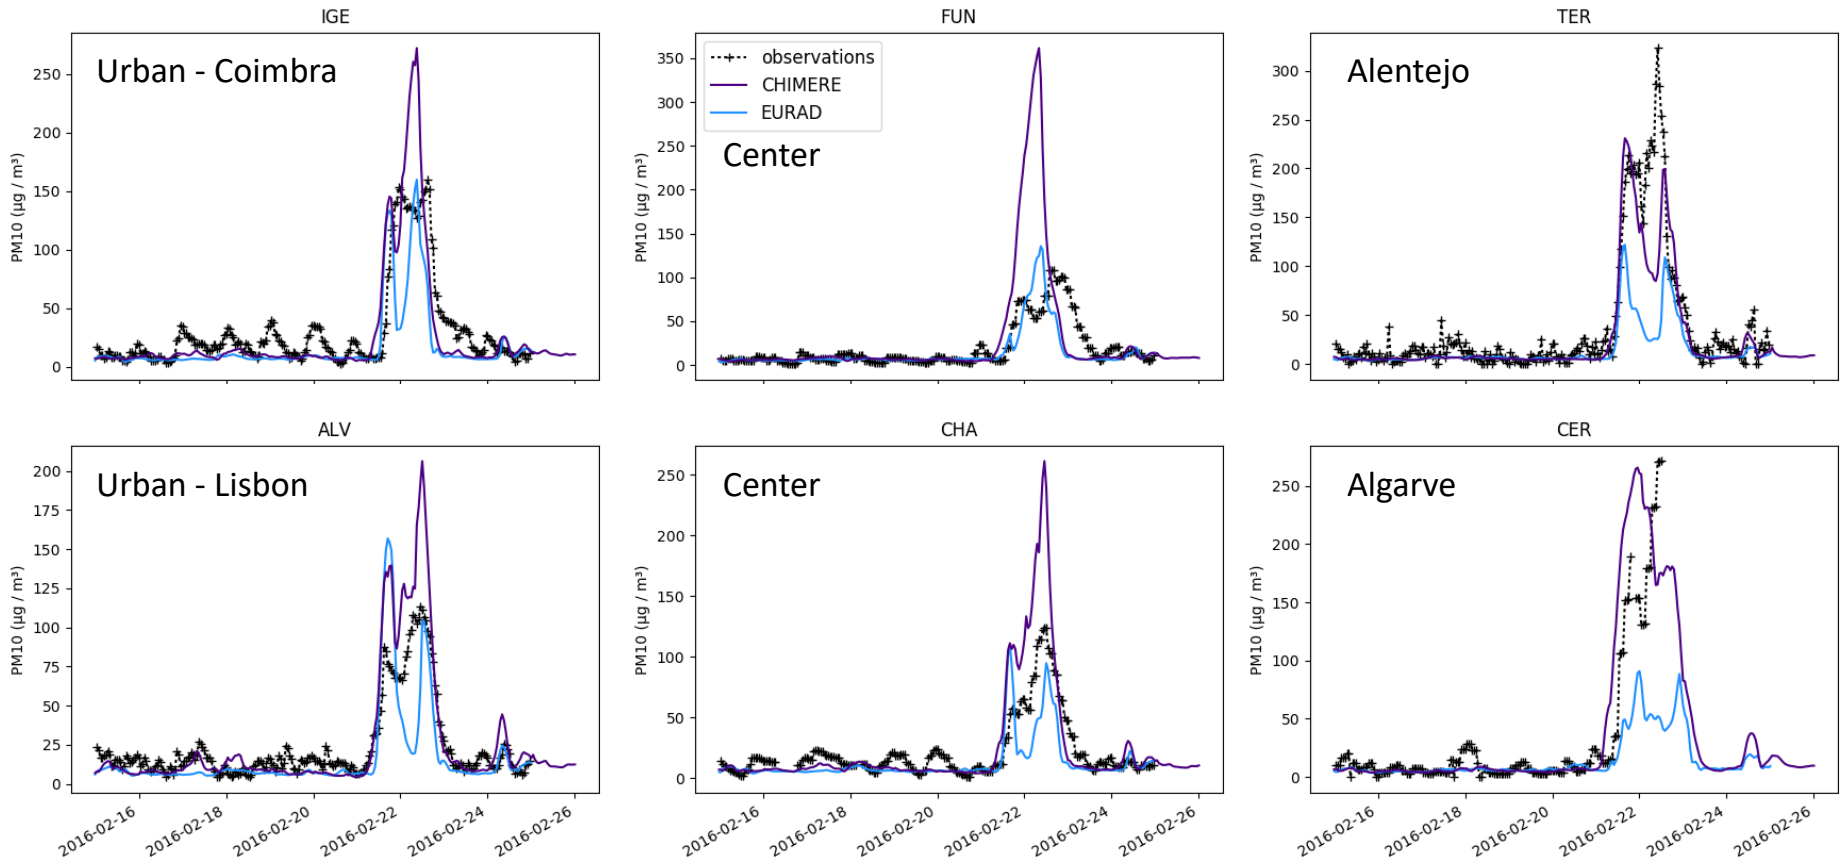 IGE
Urban - Coimbra
PM10 (µg / m³)
250
200
150
100
50
0
FUN
observations
CHIMERE
EURAD
Center
PM10 (µg / m³)
350
300
250
200
150
100
50
0
TER
Alentejo
PM10 (µg / m³)
300
250
200
150
100
50
0
ALV
Urban - Lisbon
PM10 (µg / m³)
200
175
150
125
100
75
50
25
0
2016-02-16
2016-02-18
2016-02-20
2016-02-22
2016-02-24
2016-02-26
CHA
Center
PM10 (µg / m³)
250
200
150
100
50
0
2016-02-16
2016-02-18
2016-02-20
2016-02-22
2016-02-24
2016-02-26
CER
Algarve
PM10 (µg / m³)
250
200
150
100
50
0
2016-02-16
2016-02-18
2016-02-20
2016-02-22
2016-02-24
2016-02-26